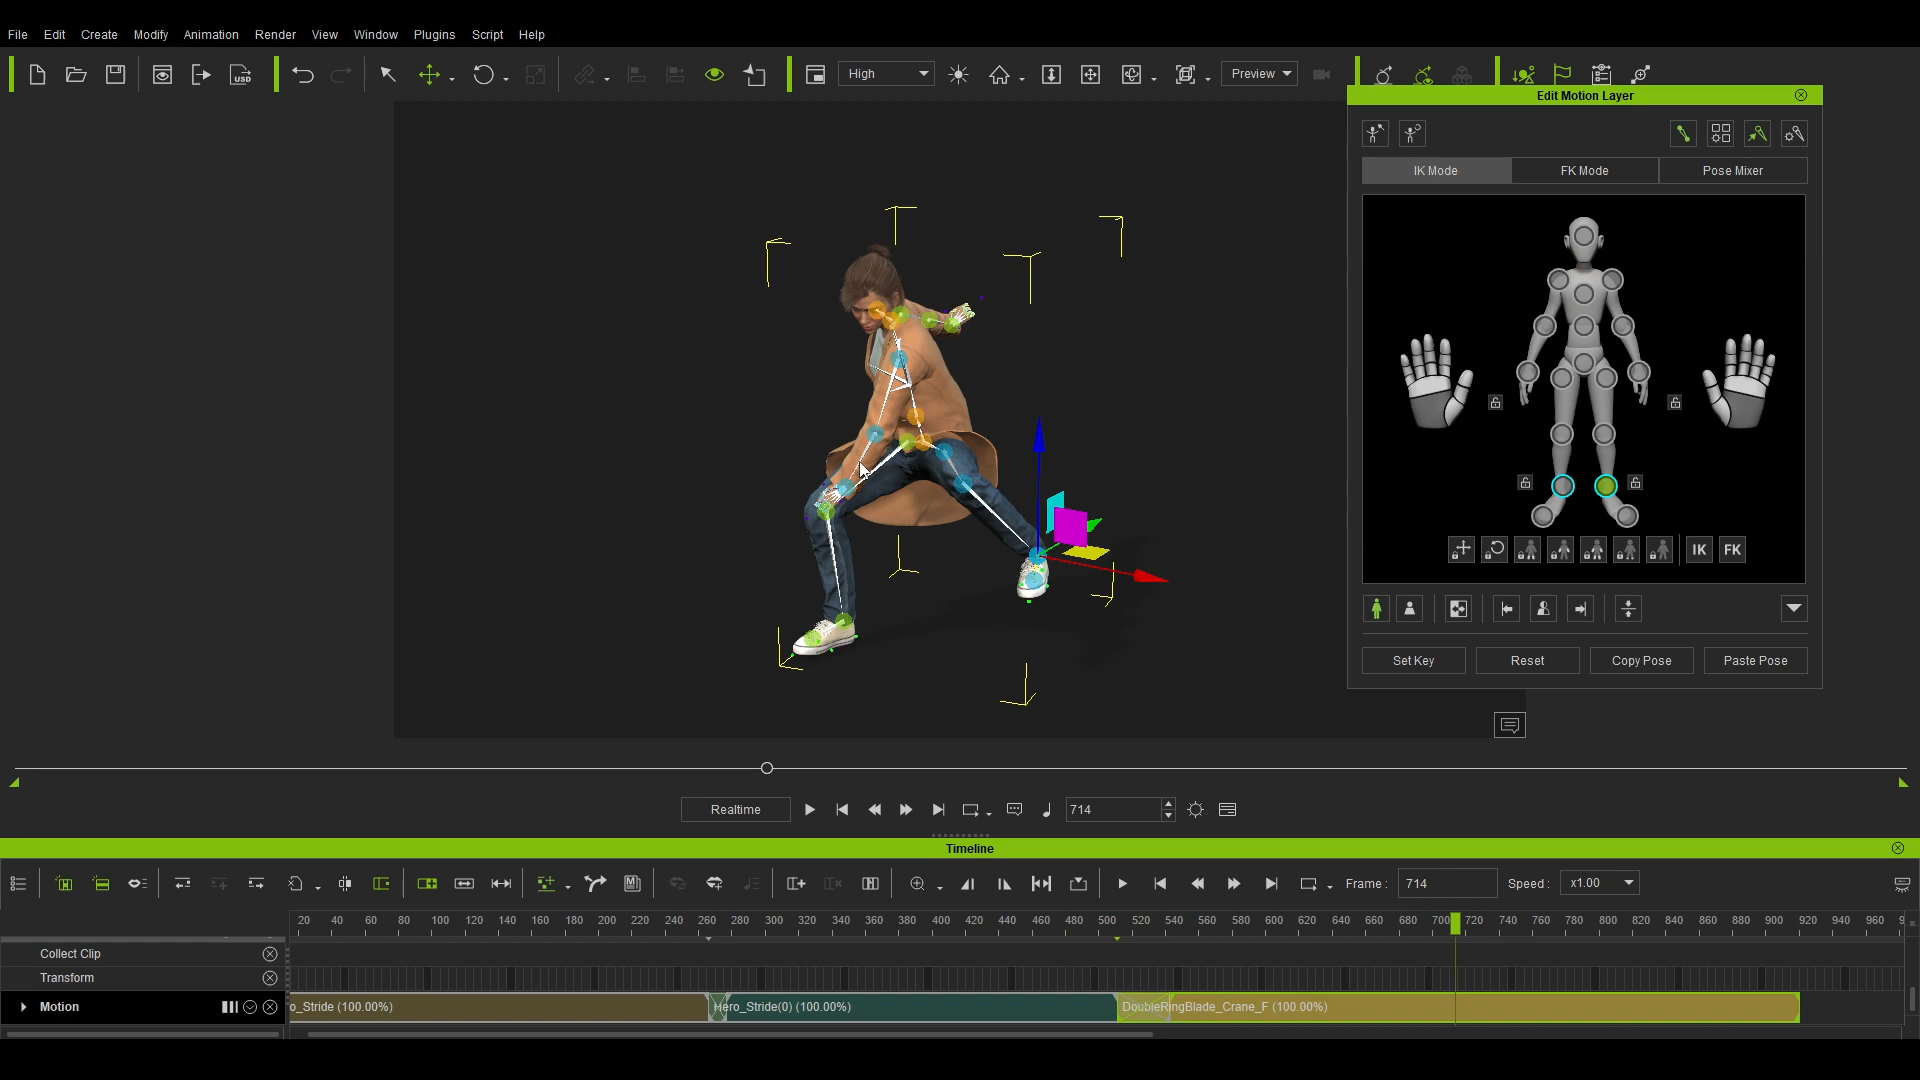 File Edit Create Modify Animation Render View Window Plugins Script Help
USD High Preview
Edit Motion Layer
IK Mode FK Mode Pose Mixer
IK FK
Set Key Reset Copy Pose Paste Pose
Realtime 714
Timeline
Frame : 714 Speed : x1.00
20 40 60 80 100 120 140 160 180 200 220 240 260 280 300 320 340 360 380 400 420 440 460 480 500 520 540 560 580 600 620 640 660 680 700 720 740 760 780 800 820 840 860 880 900 920 940 960
Collect Clip
Transform
Motion o_Stride (100.00%) Hero_Stride(0) (100.00%) DoubleRingBlade_Crane_F (100.00%)